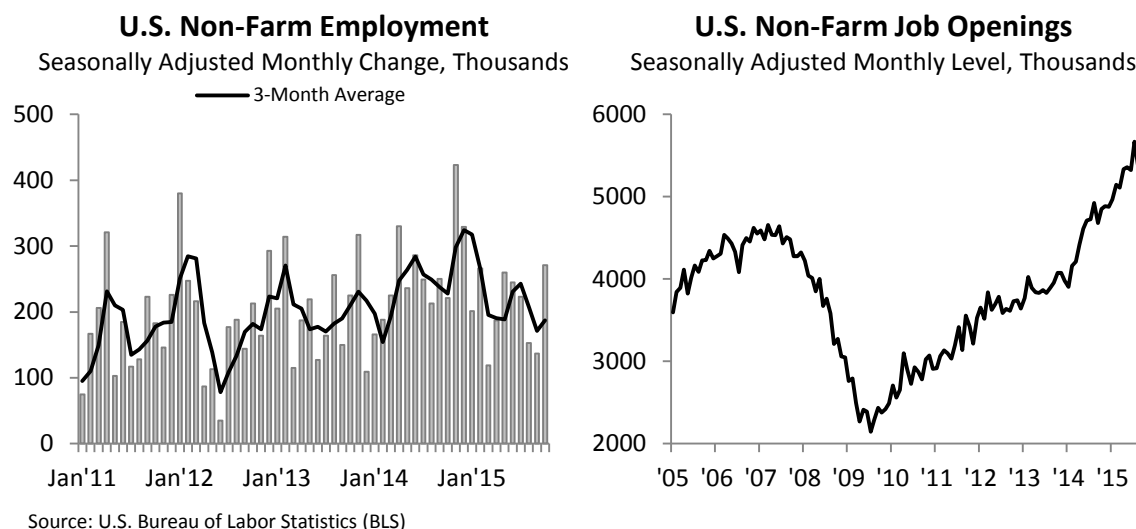 U.S. Non-Farm Employment
Seasonally Adjusted Monthly Change, Thousands
3-Month Average
500
400
300
200
100
0
Jan'11 Jan'12 Jan'13 Jan'14 Jan'15
Source: U.S. Bureau of Labor Statistics (BLS)
U.S. Non-Farm Job Openings
Seasonally Adjusted Monthly Level, Thousands
6000
5000
4000
3000
2000
'05 '06 '07 '08 '09 '10 '11 '12 '13 '14 '15